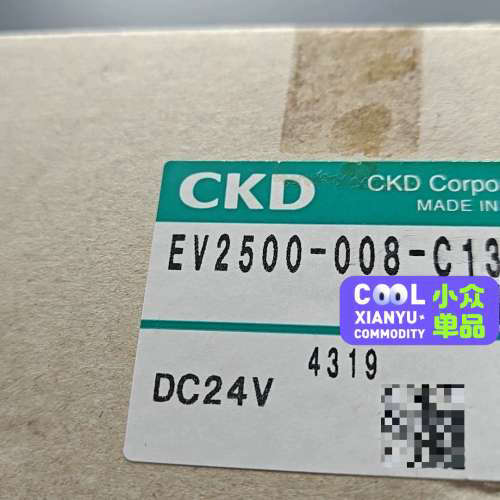 CKD
CKD Corpo
MADE IN
EV2500-008-C13
COOL 小众
XIANYU
COMMODITY 单品
4319
DC24V